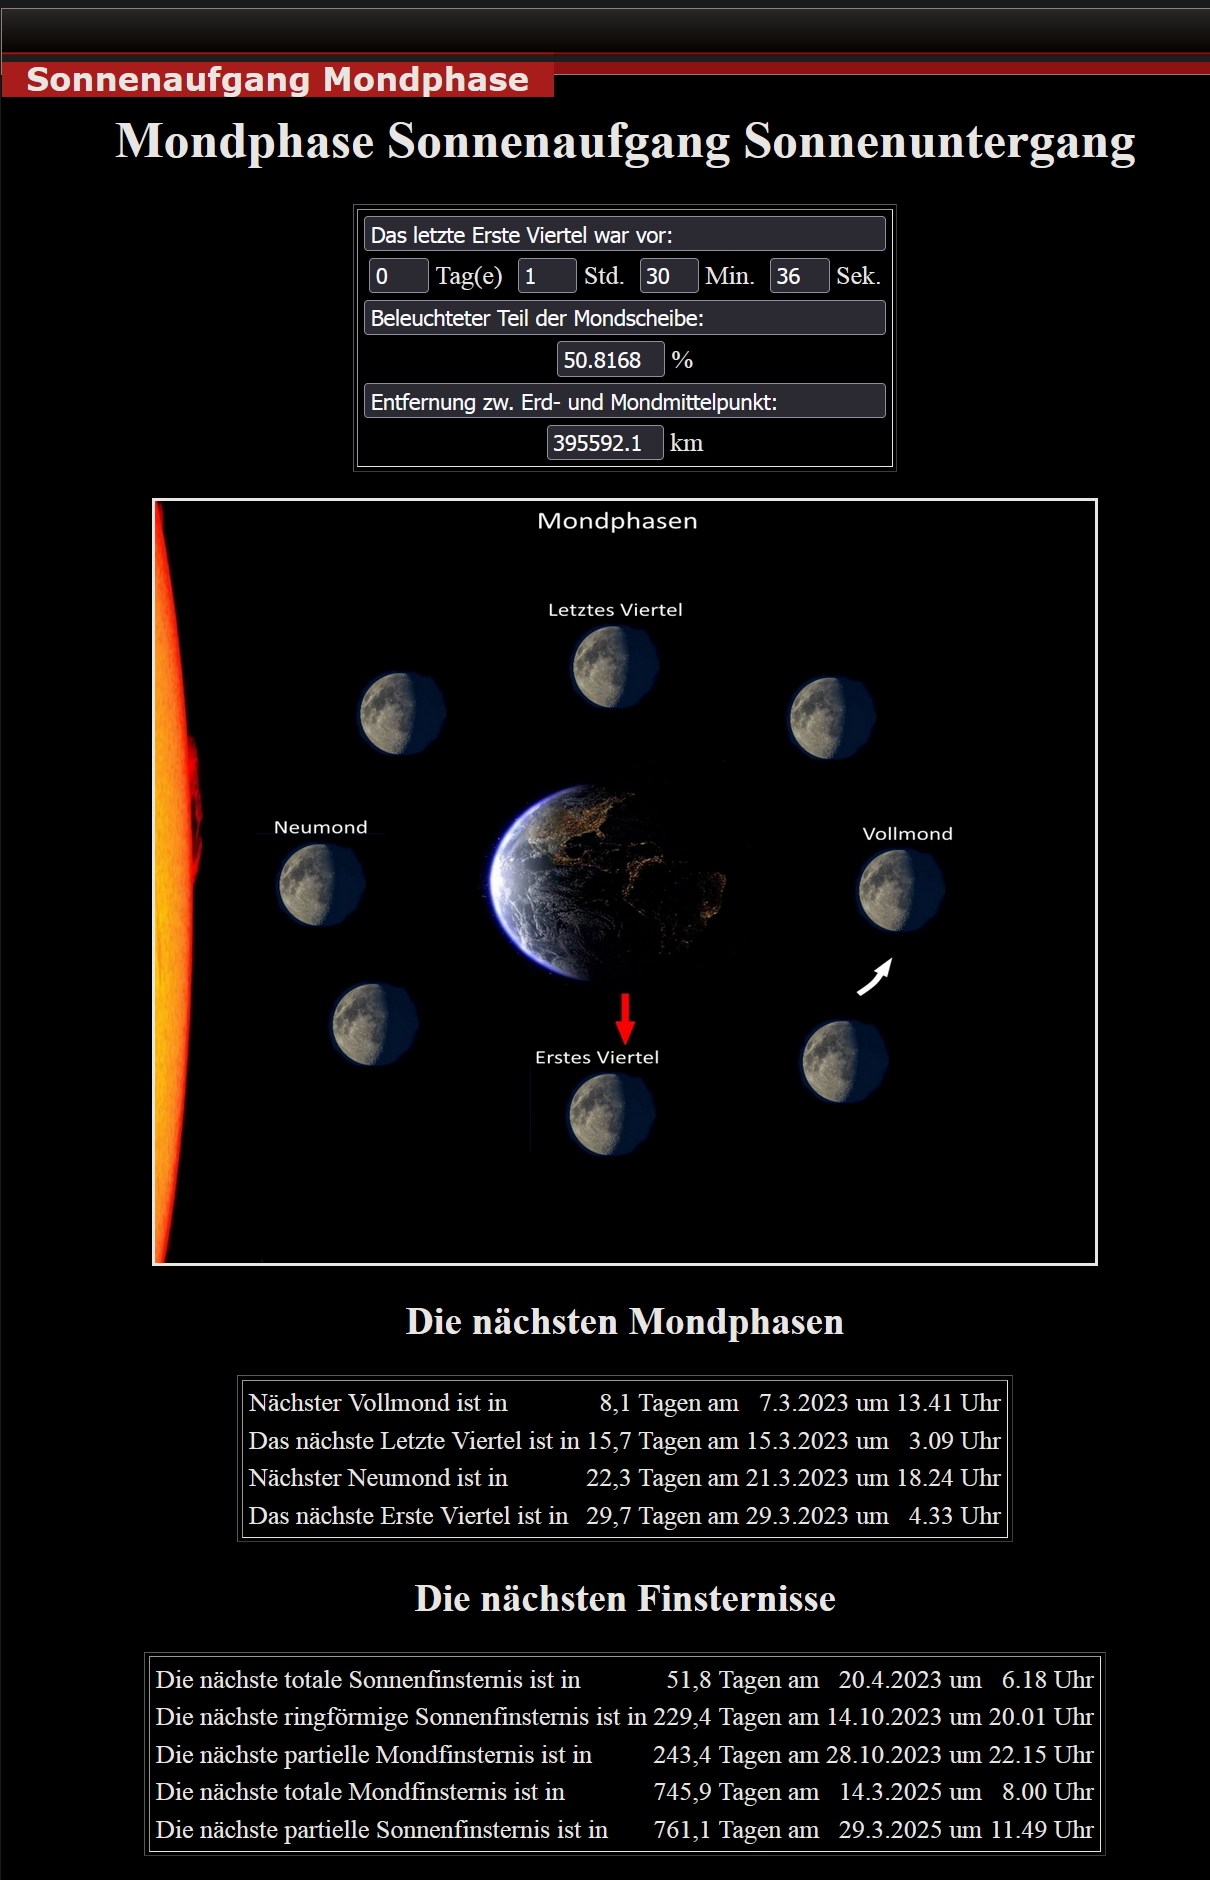 Sonnenaufgang Mondphase
Mondphase Sonnenaufgang Sonnenuntergang
Das letzte Erste Viertel war vor:
0 Tag(e) 1 Std. 30 Min. 36 Sek.
Beleuchteter Teil der Mondscheibe:
50.8168 %
Entfernung zw. Erd- und Mondmittelpunkt:
395592.1 km
Mondphasen
Letztes Viertel
Neumond
Vollmond
Erstes Viertel
Die nächsten Mondphasen
Nächster Vollmond ist in 8,1 Tagen am 7.3.2023 um 13.41 Uhr
Das nächste Letzte Viertel ist in 15,7 Tagen am 15.3.2023 um 3.09 Uhr
Nächster Neumond ist in 22,3 Tagen am 21.3.2023 um 18.24 Uhr
Das nächste Erste Viertel ist in 29,7 Tagen am 29.3.2023 um 4.33 Uhr
Die nächsten Finsternisse
Die nächste totale Sonnenfinsternis ist in 51,8 Tagen am 20.4.2023 um 6.18 Uhr
Die nächste ringförmige Sonnenfinsternis ist in 229,4 Tagen am 14.10.2023 um 20.01 Uhr
Die nächste partielle Mondfinsternis ist in 243,4 Tagen am 28.10.2023 um 22.15 Uhr
Die nächste totale Mondfinsternis ist in 745,9 Tagen am 14.3.2025 um 8.00 Uhr
Die nächste partielle Sonnenfinsternis ist in 761,1 Tagen am 29.3.2025 um 11.49 Uhr